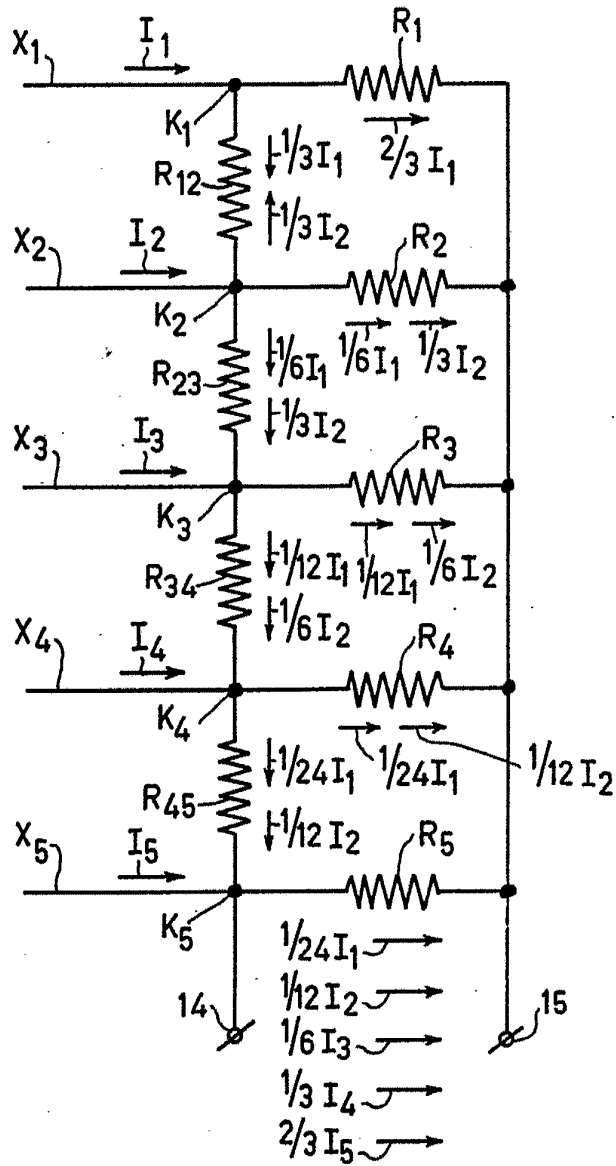 X1
I1
R1
K1
2/3 I1
R12
1/3 I1
1/3 I2
X2
I2
R2
K2
1/6 I1
1/3 I2
R23
1/6 I1
1/3 I2
X3
I3
R3
K3
1/12 I1
1/6 I2
R34
1/12 I1
1/6 I2
X4
I4
R4
K4
1/24 I1
1/12 I2
R45
1/24 I1
1/12 I2
X5
I5
R5
K5
1/24 I1
14
1/12 I2
15
1/6 I3
1/3 I4
2/3 I5